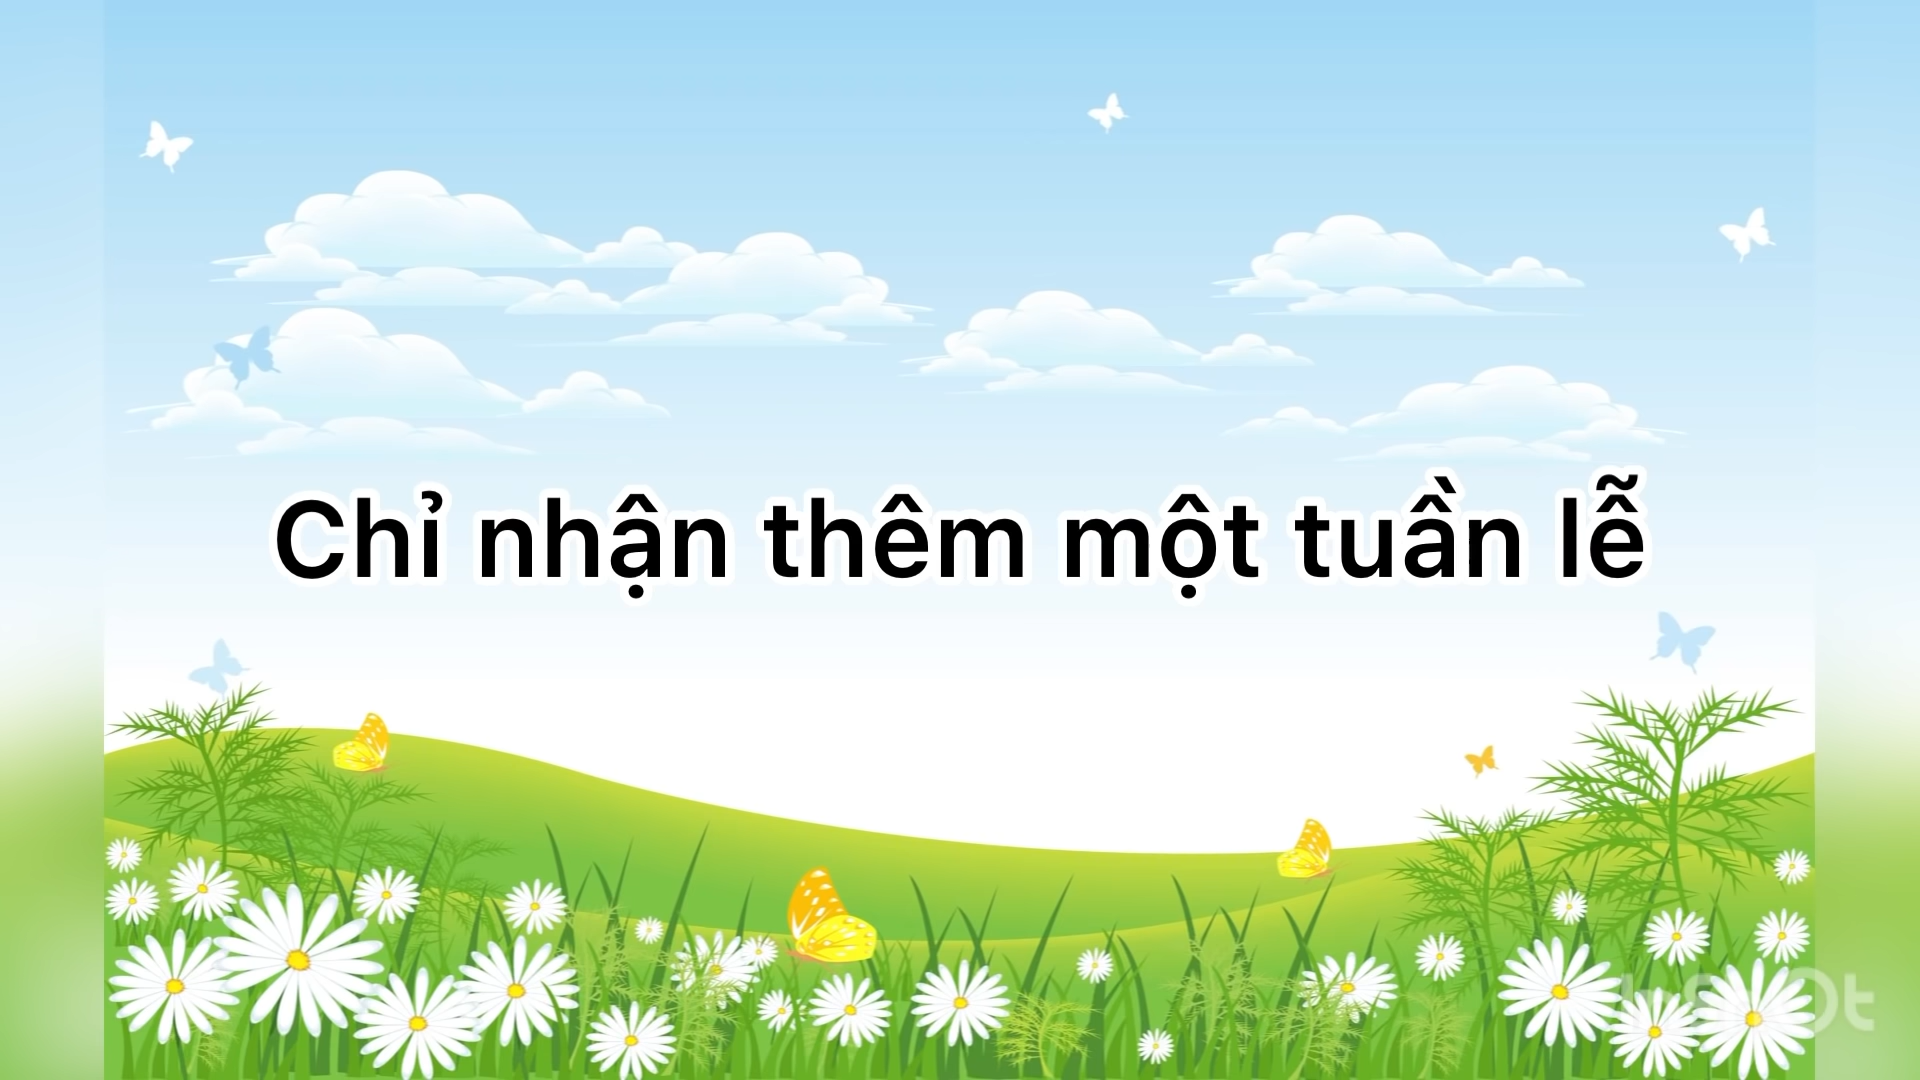 Chỉ nhận thêm một tuần lễ